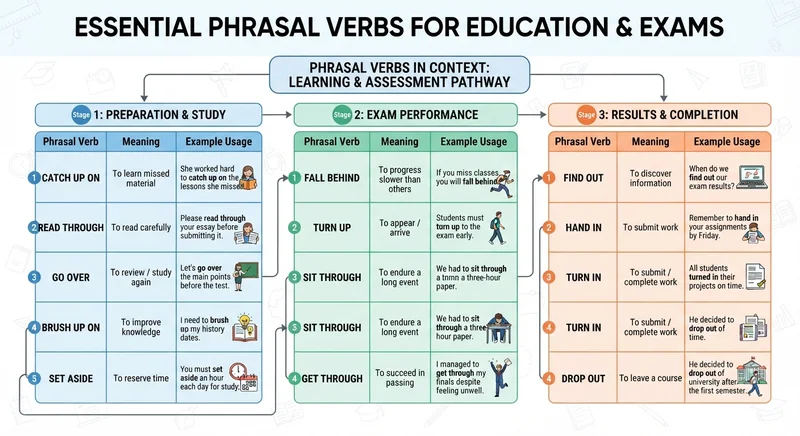 ESSENTIAL PHRASAL VERBS FOR EDUCATION & EXAMS
PHRASAL VERBS IN CONTEXT:
LEARNING & ASSESSMENT PATHWAY
Stage 1: PREPARATION & STUDY
Phrasal Verb Meaning Example Usage
1 CATCH UP ON
To learn missed
material
She worked hard
to catch up on the
lessons she missed
2 READ THROUGH
To read carefully
Please read through
your essay before
submitting it.
3 GO OVER
To review / study
again
Let's go over
the main points
before the test.
4 BRUSH UP ON
To improve
knowledge
I need to brush
up my history
dates.
5 SET ASIDE
To reserve time
You must set
aside an hour
each day for study.
Stage 2: EXAM PERFORMANCE
Phrasal Verb Meaning Example Usage
1 FALL BEHIND
To progress
slower than
others
If you miss classes,
you will fall behind
2 TURN UP
To appear /
arrive
Students must
turn up to the
exam early.
3 SIT THROUGH
To endure a
long event
We had to sit through
a three-hour
paper.
SIT THROUGH
To endure a
long event
We had to sit
through a three
hour paper.
4 GET THROUGH
To succeed in
passing
I managed to
get through my
finals despite
feeling unwell.
Stage 3: RESULTS & COMPLETION
Phrasal Verb Meaning Example Usage
1 FIND OUT
To discover
information
When do we
find out our
exam results?
2 HAND IN
To submit work
Remember to hand in
your assignments
by Friday.
3 TURN IN
To submit /
complete work
All students
turned in their
projects on time.
4 TURN IN
To submit /
complete work
He decided to
drop out of
time.
4 DROP OUT
To leave a course
He decided to
drop out of
university after
the first semester.